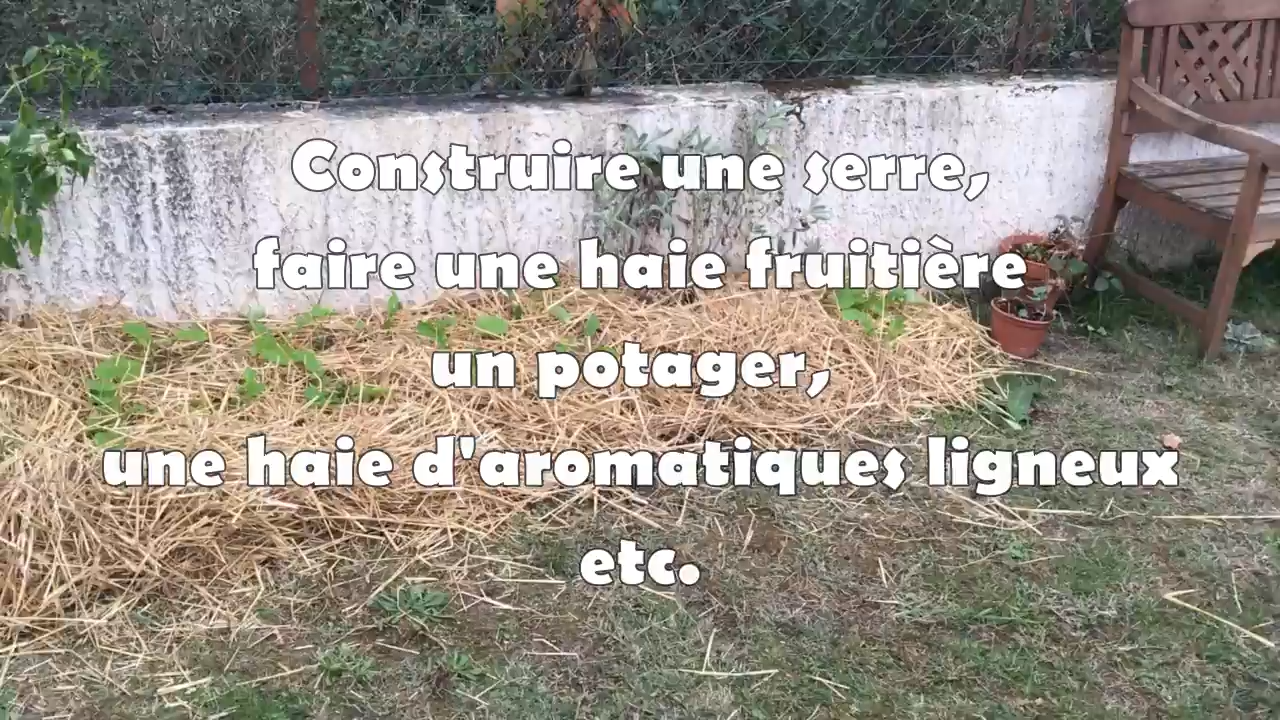 Construire une serre,
faire une haie fruitière
un potager,
une haie d'aromatiques ligneux
etc.